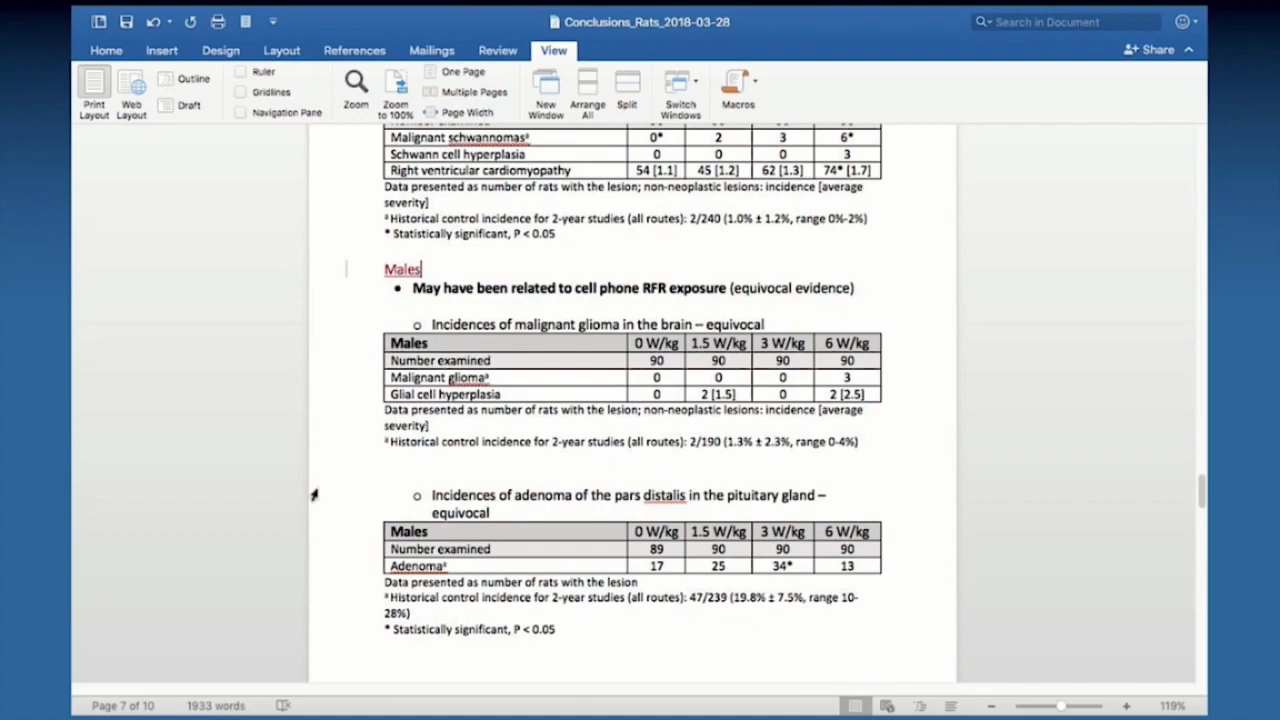 Conclusions_Rats_2018-03-28
Search in Document
Home Insert Design Layout References Mailings Review View
Share
Print Layout
Web Layout
Outline
Draft
Ruler
Gridlines
Navigation Pane
Zoom
Zoom to 100%
One Page
Multiple Pages
Page Width
New Window
Arrange All
Split
Switch Windows
Macros
Malignant schwannomasᵃ 0* 2 3 6*
Schwann cell hyperplasia 0 0 0 3
Right ventricular cardiomyopathy 54 [1.1] 45 [1.2] 62 [1.3] 74* [1.7]
Data presented as number of rats with the lesion; non-neoplastic lesions: incidence [average
severity]
ᵃ Historical control incidence for 2-year studies (all routes): 2/240 (1.0% ± 1.2%, range 0%-2%)
* Statistically significant, P < 0.05
Males
• May have been related to cell phone RFR exposure (equivocal evidence)
o Incidences of malignant glioma in the brain – equivocal
Males 0 W/kg 1.5 W/kg 3 W/kg 6 W/kg
Number examined 90 90 90 90
Malignant gliomaᵃ 0 0 0 3
Glial cell hyperplasia 0 2 [1.5] 0 2 [2.5]
Data presented as number of rats with the lesion; non-neoplastic lesions: incidence [average
severity]
ᵃ Historical control incidence for 2-year studies (all routes): 2/190 (1.3% ± 2.3%, range 0-4%)
o Incidences of adenoma of the pars distalis in the pituitary gland –
equivocal
Males 0 W/kg 1.5 W/kg 3 W/kg 6 W/kg
Number examined 89 90 90 90
Adenomaᵃ 17 25 34* 13
Data presented as number of rats with the lesion
ᵃ Historical control incidence for 2-year studies (all routes): 47/239 (19.8% ± 7.5%, range 10-
28%)
* Statistically significant, P < 0.05
Page 7 of 10 1933 words 119%